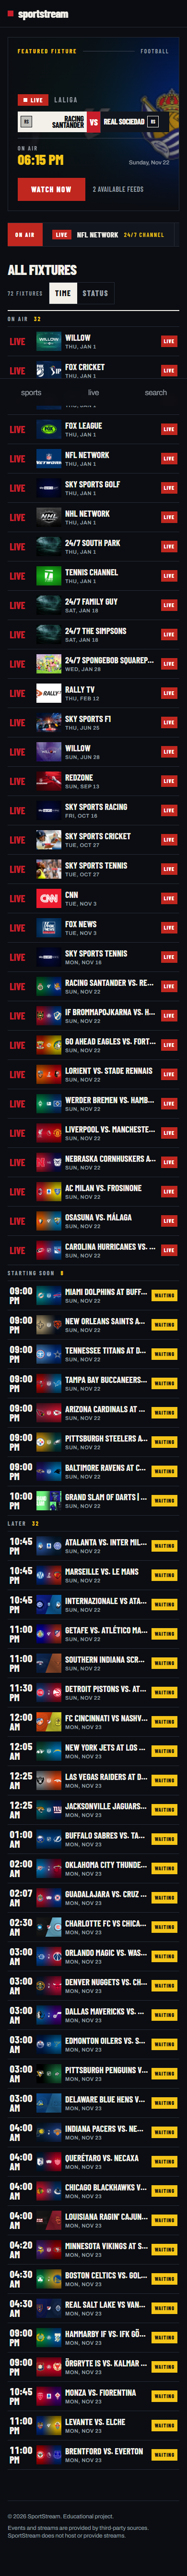 sportstream
FEATURED FIXTURE
FOOTBALL
LIVE
LALIGA
RS
RACING SANTANDER
VS
REAL SOCIEDAD
RS
ON AIR
06:15 PM
Sunday, Nov 22
WATCH NOW
2 AVAILABLE FEEDS
ON AIR
LIVE
NFL NETWORK
24/7 CHANNEL
ALL FIXTURES
72 FIXTURES
TIME
STATUS
ON AIR 32
LIVE WILLOW LIVE
THU, JAN 1
LIVE FOX CRICKET LIVE
THU, JAN 1
sports live search
THU, JAN 1
LIVE FOX LEAGUE LIVE
THU, JAN 1
LIVE NFL NETWORK LIVE
THU, JAN 1
LIVE SKY SPORTS GOLF LIVE
THU, JAN 1
LIVE NHL NETWORK LIVE
THU, JAN 1
LIVE 24/7 SOUTH PARK LIVE
THU, JAN 1
LIVE TENNIS CHANNEL LIVE
THU, JAN 1
LIVE 24/7 FAMILY GUY LIVE
SAT, JAN 18
LIVE 24/7 THE SIMPSONS LIVE
SAT, JAN 18
LIVE 24/7 SPONGEBOB SQUAREP... LIVE
WED, JAN 29
LIVE RALLY TV LIVE
THU, FEB 12
LIVE SKY SPORTS F1 LIVE
THU, JUN 25
LIVE WILLOW LIVE
SUN, JUN 28
LIVE REDZONE LIVE
SUN, SEP 13
LIVE SKY SPORTS RACING LIVE
FRI, OCT 16
LIVE SKY SPORTS CRICKET LIVE
TUE, OCT 27
LIVE SKY SPORTS TENNIS LIVE
TUE, OCT 27
LIVE CNN LIVE
TUE, NOV 3
LIVE FOX NEWS LIVE
TUE, NOV 3
LIVE SKY SPORTS TENNIS LIVE
MON, NOV 16
LIVE RACING SANTANDER VS. RE... LIVE
SUN, NOV 22
LIVE IF BROMMAPOJKARNA VS. H... LIVE
SUN, NOV 22
LIVE GO AHEAD EAGLES VS. FORT... LIVE
SUN, NOV 22
LIVE LORIENT VS. STADE RENNAIS LIVE
SUN, NOV 22
LIVE WERDER BREMEN VS. HAMB... LIVE
SUN, NOV 22
LIVE LIVERPOOL VS. MANCHESTE... LIVE
SUN, NOV 22
LIVE NEBRASKA CORNHUSKERS A... LIVE
SUN, NOV 22
LIVE AC MILAN VS. FROSINONE LIVE
SUN, NOV 22
LIVE OSASUNA VS. MÁLAGA LIVE
SUN, NOV 22
LIVE CAROLINA HURRICANES VS. ... LIVE
SUN, NOV 22
STARTING SOON 8
09:00 PM MIAMI DOLPHINS AT BUFF... WAITING
SUN, NOV 22
09:00 PM NEW ORLEANS SAINTS A... WAITING
SUN, NOV 22
09:00 PM TENNESSEE TITANS AT D... WAITING
SUN, NOV 22
09:00 PM TAMPA BAY BUCCANEERS... WAITING
SUN, NOV 22
09:00 PM ARIZONA CARDINALS AT ... WAITING
SUN, NOV 22
09:00 PM PITTSBURGH STEELERS A... WAITING
SUN, NOV 22
09:00 PM BALTIMORE RAVENS AT C... WAITING
SUN, NOV 22
10:00 PM GRAND SLAM OF DARTS | ... WAITING
SUN, NOV 22
LATER 32
10:45 PM ATALANTA VS. INTER MIL... WAITING
SUN, NOV 22
10:45 PM MARSEILLE VS. LE MANS WAITING
SUN, NOV 22
10:45 PM INTERNAZIONALE VS ATA... WAITING
SUN, NOV 22
11:00 PM GETAFE VS. ATLÉTICO MA... WAITING
SUN, NOV 22
11:00 PM SOUTHERN INDIANA SCR... WAITING
SUN, NOV 22
11:30 PM DETROIT PISTONS VS. AT... WAITING
SUN, NOV 22
12:00 AM FC CINCINNATI VS NASHV... WAITING
MON, NOV 23
12:05 AM NEW YORK JETS AT LOS ... WAITING
MON, NOV 23
12:25 AM LAS VEGAS RAIDERS AT D... WAITING
MON, NOV 23
12:25 AM JACKSONVILLE JAGUARS... WAITING
MON, NOV 23
01:00 AM BUFFALO SABRES VS. TA... WAITING
MON, NOV 23
02:00 AM OKLAHOMA CITY THUNDE... WAITING
MON, NOV 23
02:07 AM GUADALAJARA VS. CRUZ ... WAITING
MON, NOV 23
02:30 AM CHARLOTTE FC VS CHICA... WAITING
MON, NOV 23
03:00 AM ORLANDO MAGIC VS. WAS... WAITING
MON, NOV 23
03:00 AM DENVER NUGGETS VS. CH... WAITING
MON, NOV 23
03:00 AM DALLAS MAVERICKS VS. ... WAITING
MON, NOV 23
03:00 AM EDMONTON OILERS VS. S... WAITING
MON, NOV 23
03:00 AM PITTSBURGH PENGUINS V... WAITING
MON, NOV 23
03:00 AM DELAWARE BLUE HENS V... WAITING
MON, NOV 23
04:00 AM INDIANA PACERS VS. NE... WAITING
MON, NOV 23
04:00 AM QUERÉTARO VS. NECAXA WAITING
MON, NOV 23
04:00 AM CHICAGO BLACKHAWKS V... WAITING
MON, NOV 23
04:00 AM LOUISIANA RAGIN' CAJUN... WAITING
MON, NOV 23
04:20 AM MINNESOTA VIKINGS AT S... WAITING
MON, NOV 23
04:30 AM BOSTON CELTICS VS. GOL... WAITING
MON, NOV 23
04:30 AM REAL SALT LAKE VS VAN... WAITING
MON, NOV 23
09:00 PM HAMMARBY IF VS. IFK GÖ... WAITING
MON, NOV 23
09:00 PM ÖRGRYTE IS VS. KALMAR ... WAITING
MON, NOV 23
10:45 PM MONZA VS. FIORENTINA WAITING
MON, NOV 23
11:00 PM LEVANTE VS. ELCHE WAITING
MON, NOV 23
11:00 PM BRENTFORD VS. EVERTON WAITING
MON, NOV 23
© 2026 SportStream. Educational project.
Events and streams are provided by third-party sources.
SportStream does not host or provide streams.